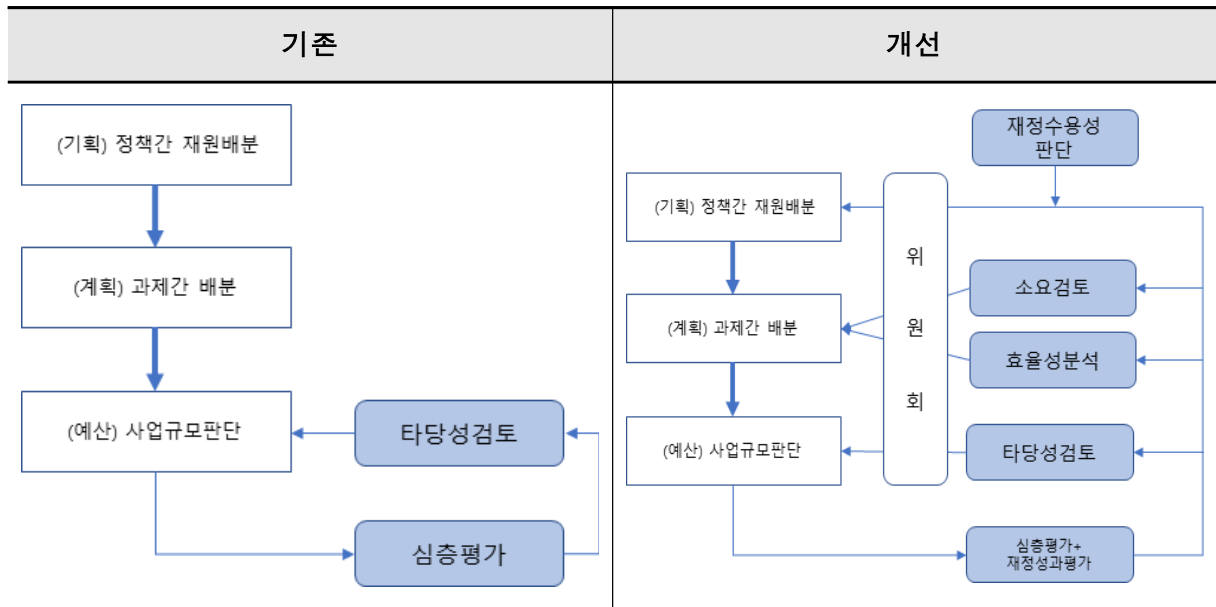 기존
개선
(기획) 정책간 재원배분
(계획) 과제간 배분
(예산) 사업규모판단
타당성검토
심층평가
재정수용성
판단
(기획) 정책간 재원배분
위
원
회
소요검토
(계획) 과제간 배분
효율성분석
(예산) 사업규모판단
타당성검토
심층평가+
재정성과평가